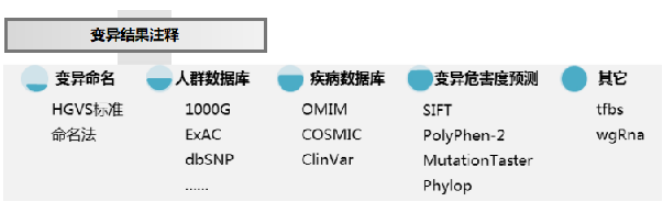 变异结果注释
变异命名
HGVS标准
命名法
人群数据库
1000G
ExAC
dbSNP
......
疾病数据库
OMIM
COSMIC
ClinVar
变异危害度预测
SIFT
PolyPhen-2
MutationTaster
Phylop
其它
tfbs
wgRna